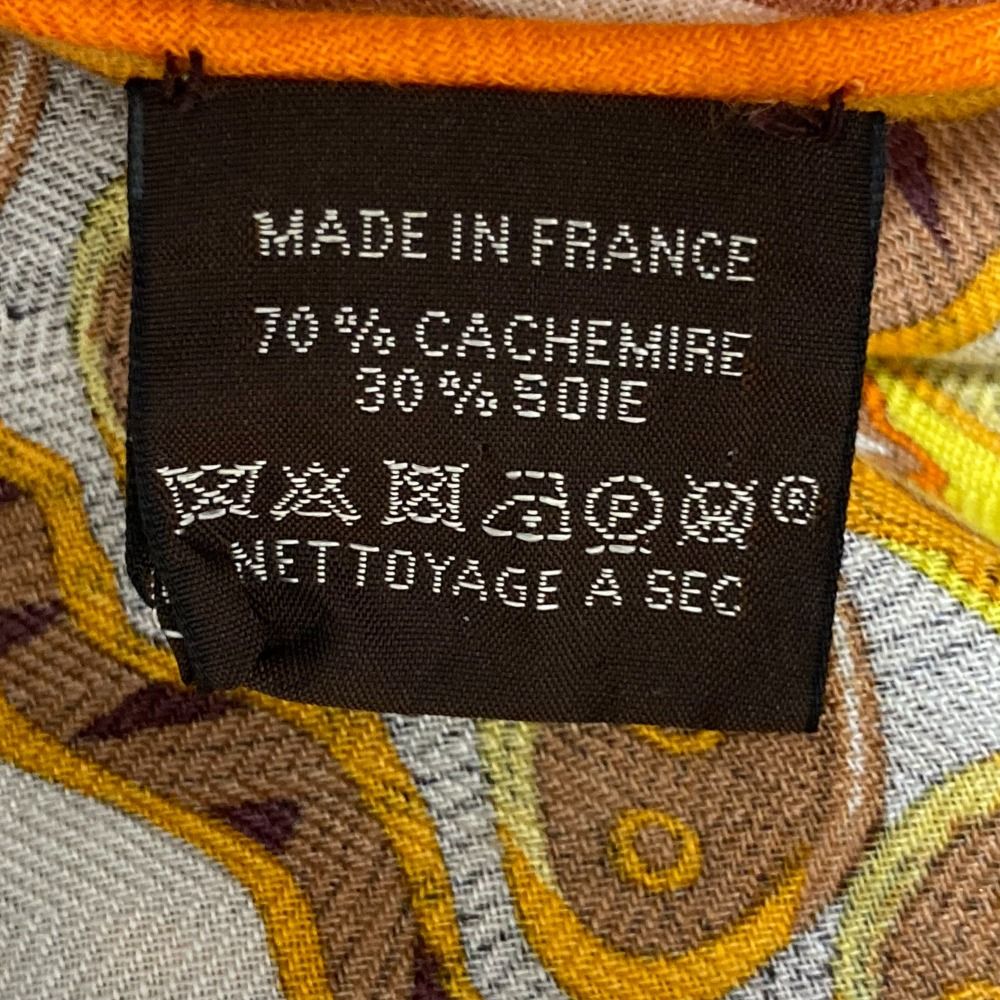 MADE IN FRANCE
70 % CACHEMIRE
30 % SOIE
P W ®
NETTOYAGE A SEC